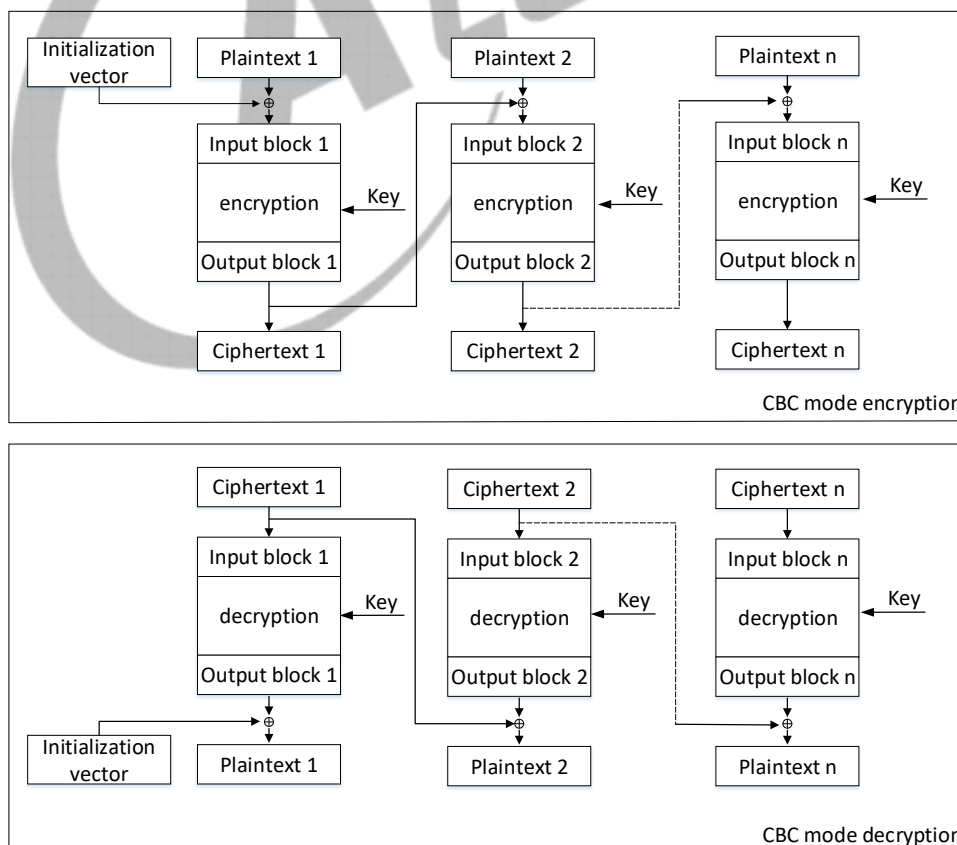 Initialization
vector
Plaintext 1
Plaintext 2
Plaintext n
⊕
⊕
⊕
Input block 1
Input block 2
Input block n
encryption
Key
encryption
Key
encryption
Key
Output block 1
Output block 2
Output block n
Ciphertext 1
Ciphertext 2
Ciphertext n
CBC mode encryption
Ciphertext 1
Ciphertext 2
Ciphertext n
Input block 1
Input block 2
Input block n
decryption
Key
decryption
Key
decryption
Key
Output block 1
Output block 2
Output block n
⊕
⊕
⊕
Initialization
vector
Plaintext 1
Plaintext 2
Plaintext n
CBC mode decryption